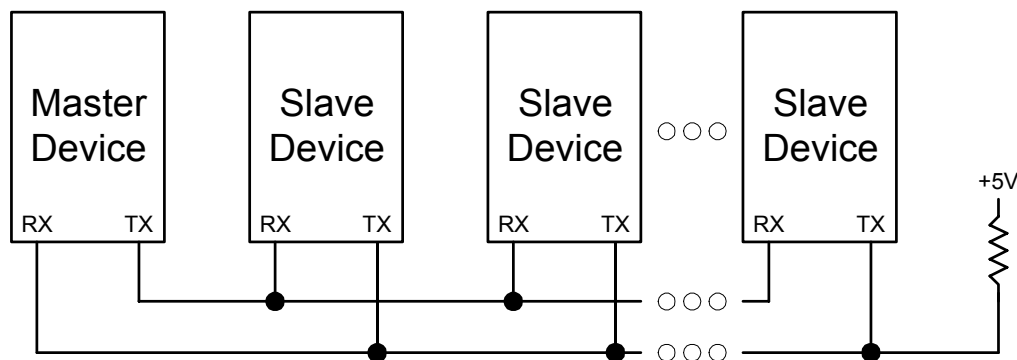 Master
Device
Slave
Device
Slave
Device
Slave
Device
+5V
RX TX
RX TX
RX TX
RX TX